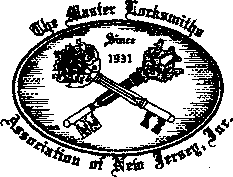 The Master Locksmiths
Since
1931
Association of New Jersey, Inc.